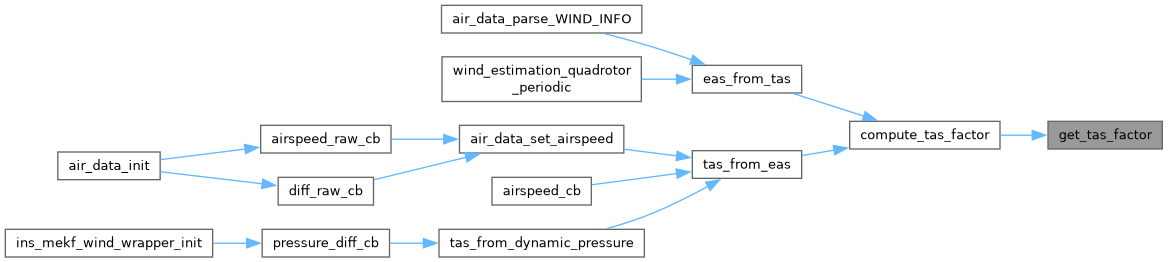 air_data_parse_WIND_INFO
wind_estimation_quadrotor
_periodic
eas_from_tas
airspeed_raw_cb
air_data_set_airspeed
compute_tas_factor
get_tas_factor
air_data_init
tas_from_eas
diff_raw_cb
airspeed_cb
ins_mekf_wind_wrapper_init
pressure_diff_cb
tas_from_dynamic_pressure